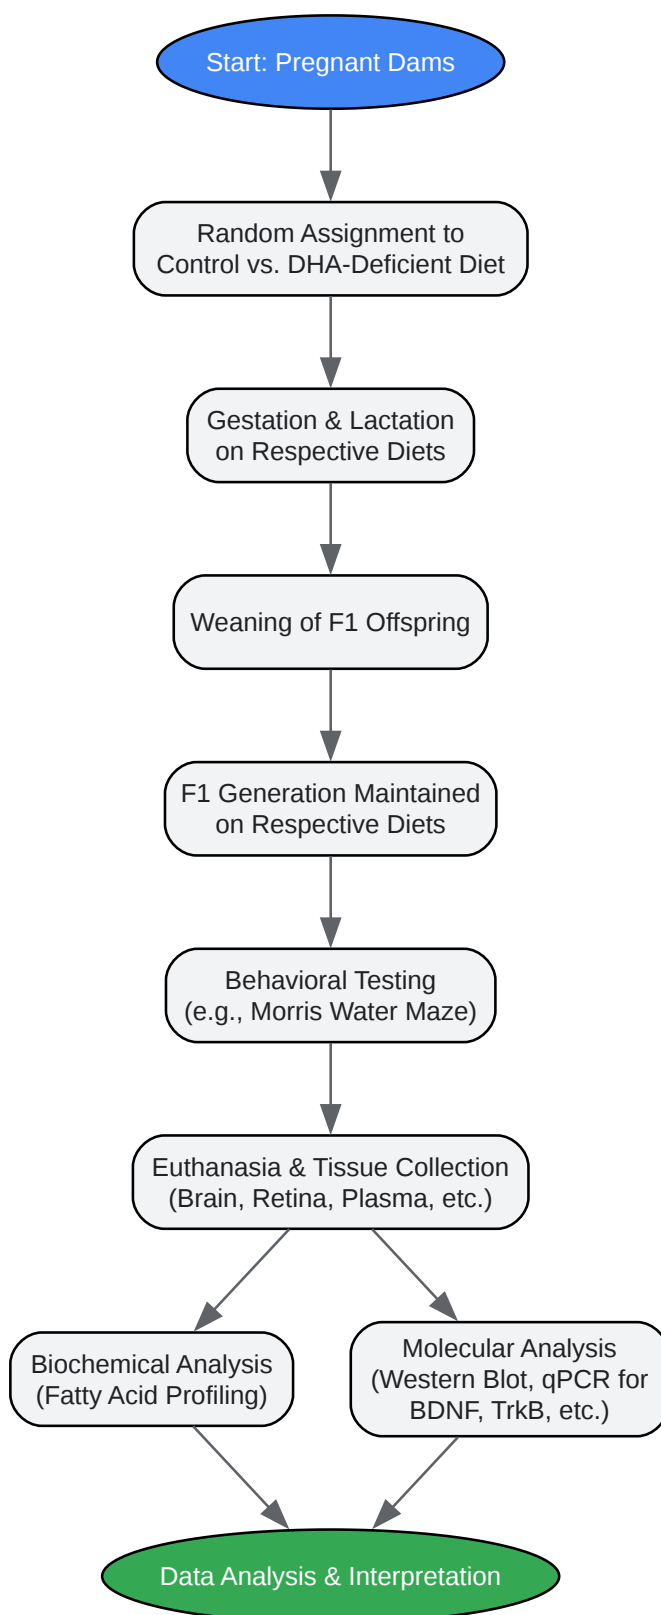 Start: Pregnant Dams
Random Assignment to
Control vs. DHA-Deficient Diet
Gestation & Lactation
on Respective Diets
Weaning of F1 Offspring
F1 Generation Maintained
on Respective Diets
Behavioral Testing
(e.g., Morris Water Maze)
Euthanasia & Tissue Collection
(Brain, Retina, Plasma, etc.)
Biochemical Analysis
(Fatty Acid Profiling)
Molecular Analysis
(Western Blot, qPCR for
BDNF, TrkB, etc.)
Data Analysis & Interpretation